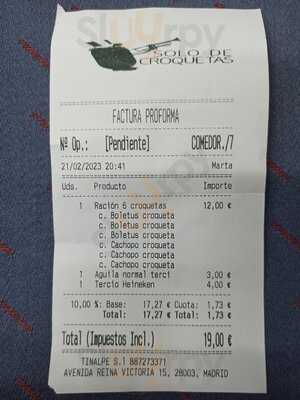 Sluurpy
SOLO DE
CROQUETAS
FACTURA PROFORMA
Nº Op.: [Pendiente] COMEDOR./7
21/02/2023 20:41 Marta
Uds. Producto Importe
1 Ración 6 croquetas 12,00 €
c. Boletus croqueta
c. Boletus croqueta
c. Boletus croqueta
c. Cachopo croqueta
c. Cachopo croqueta
c. Cachopo croqueta
1 Aguila normal terci 3,00 €
1 Tercio Heineken 4,00 €
10,00 %: Base: 17,27 € Cuota: 1,73 €
Total: 17,27 € Total: 1,73 €
Total (Impuestos Incl.) 19,00 €
TINALPE S.l B87273371
AVENIDA REINA VICTORIA 15, 28003, MADRID